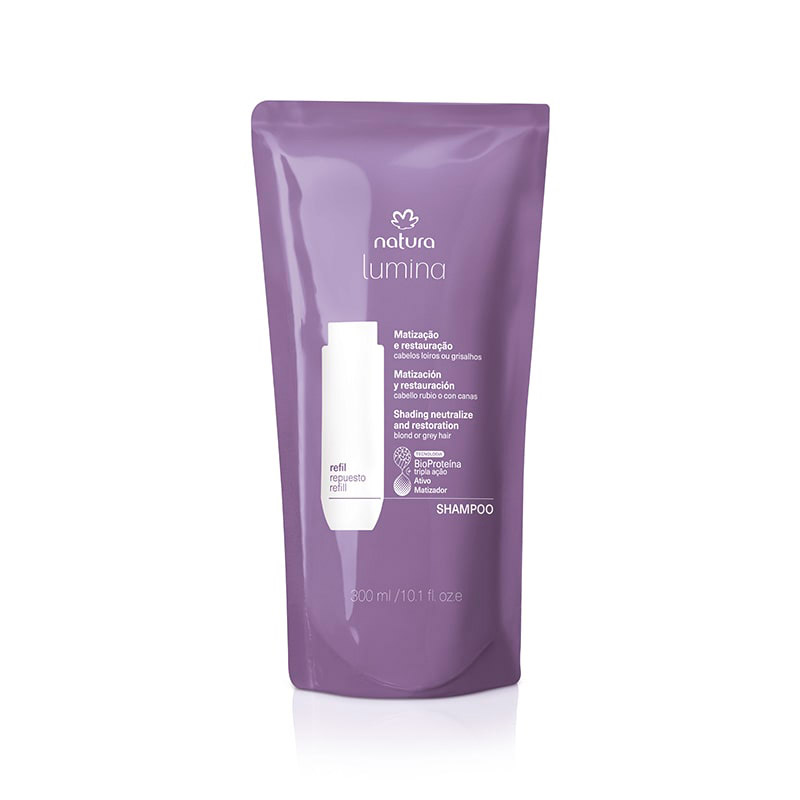 natura
lumina
Matização
e restauração
cabelos loiros ou grisalhos
Matización
y restauración
cabello rubio o con canas
Shading neutralize
and restoration
blond or grey hair
TECNOLOGIA
BioProteína
tripla ação
Ativo
Matizador
refil
repuesto
refill
SHAMPOO
300 ml /10.1 fl. oz.e